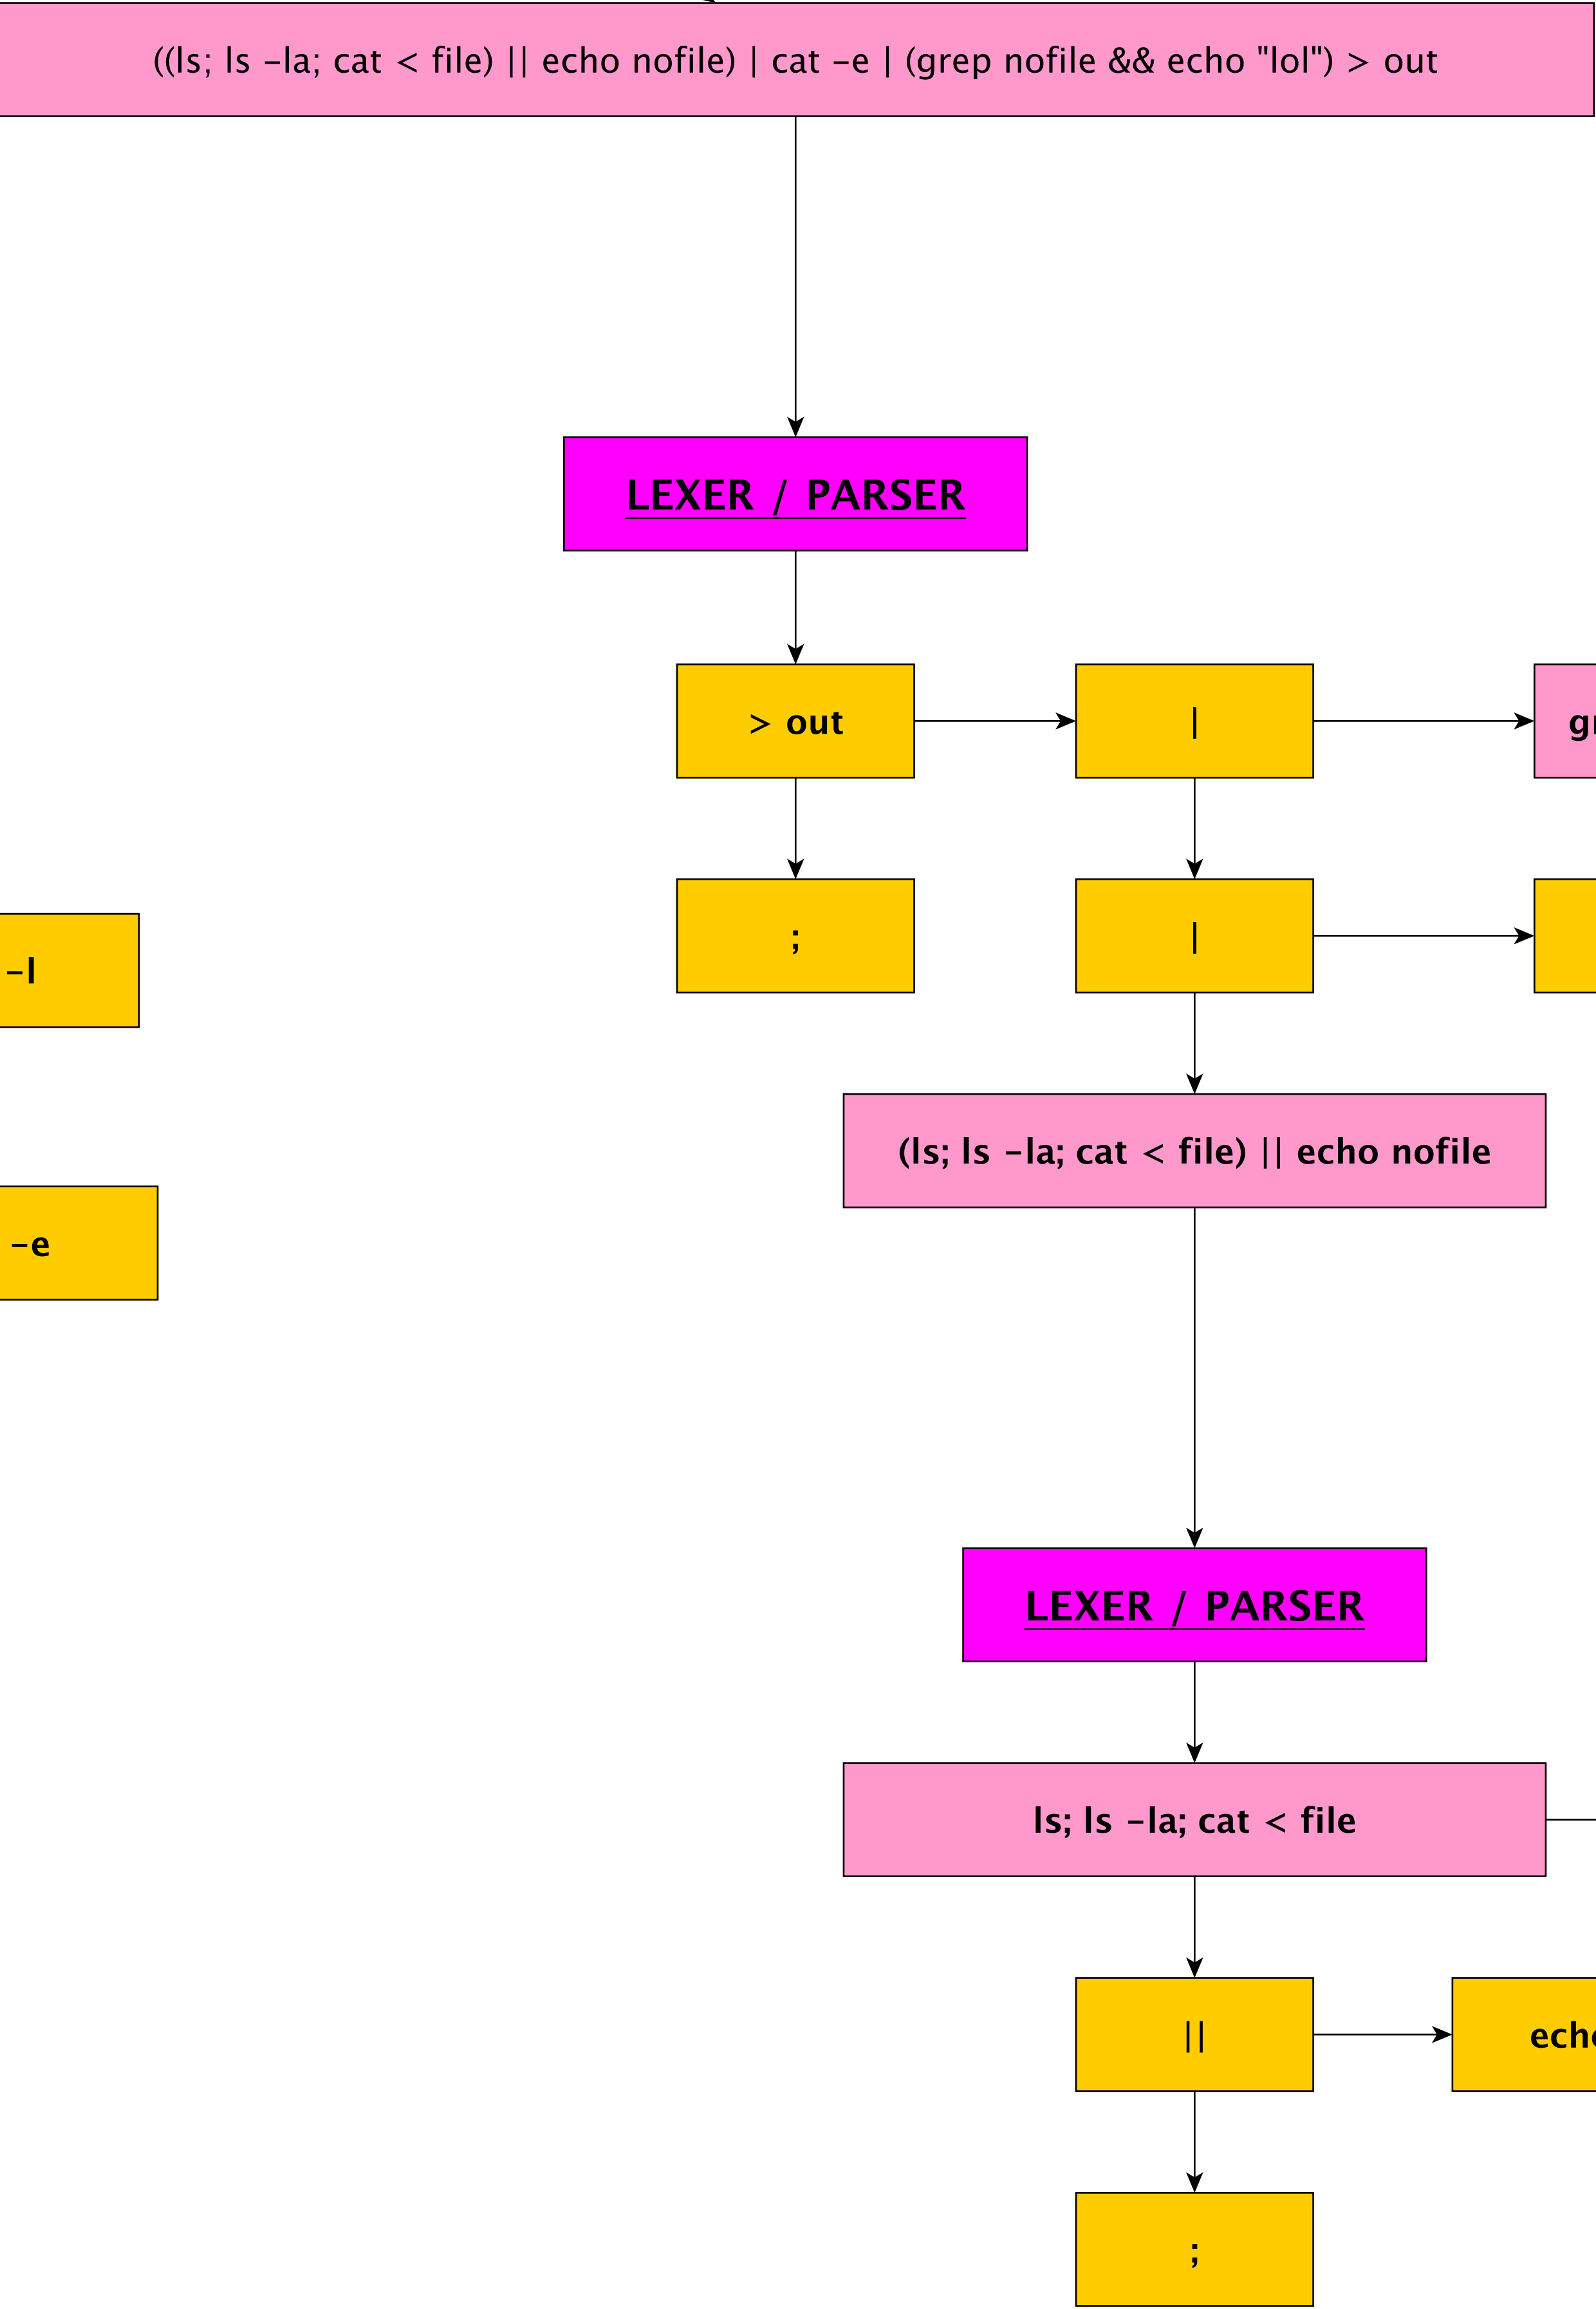 ((ls; ls -la; cat < file) || echo nofile) | cat -e | (grep nofile && echo "lol") > out
LEXER / PARSER
> out
|
;
|
-l
(ls; ls -la; cat < file) || echo nofile
-e
LEXER / PARSER
ls; ls -la; cat < file
||
;